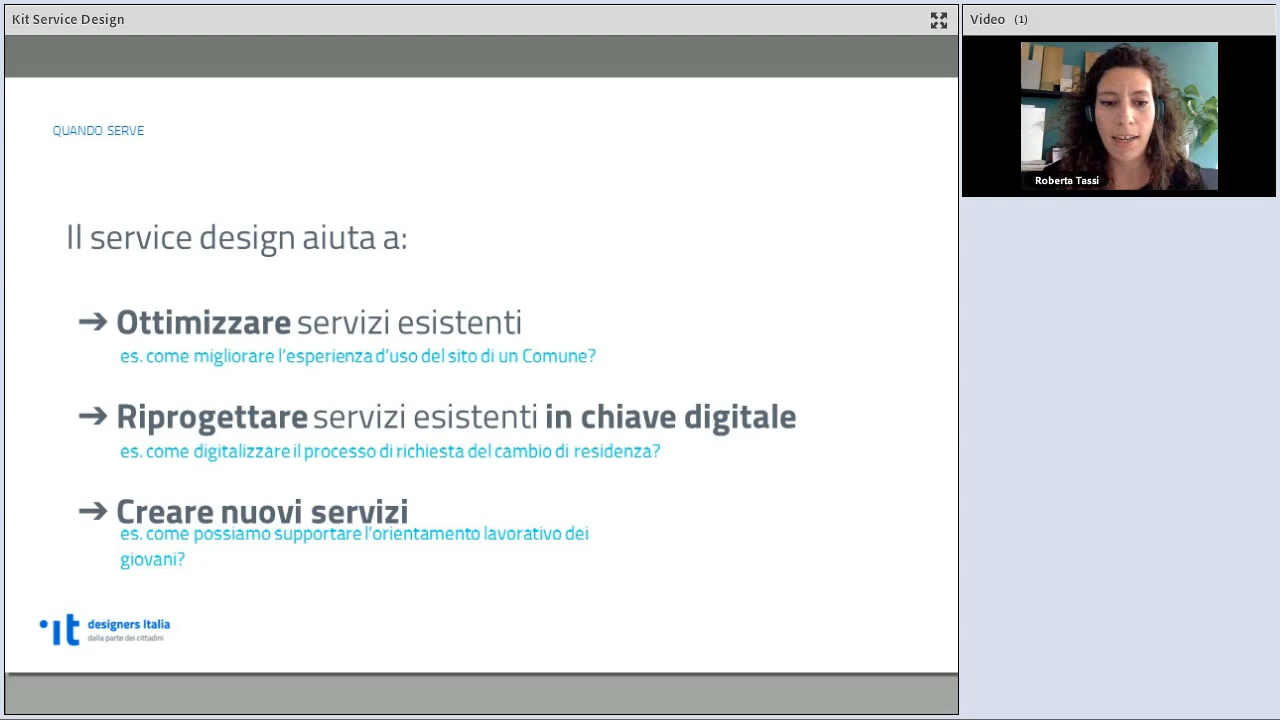 Kit Service Design
Video (1)
Roberta Tassi
QUANDO SERVE
Il service design aiuta a:
➔ Ottimizzare servizi esistenti
es. come migliorare l'esperienza d'uso del sito di un Comune?
➔ Riprogettare servizi esistenti in chiave digitale
es. come digitalizzare il processo di richiesta del cambio di residenza?
➔ Creare nuovi servizi
es. come possiamo supportare l'orientamento lavorativo dei
giovani?
it designers Italia
dalla parte dei cittadini